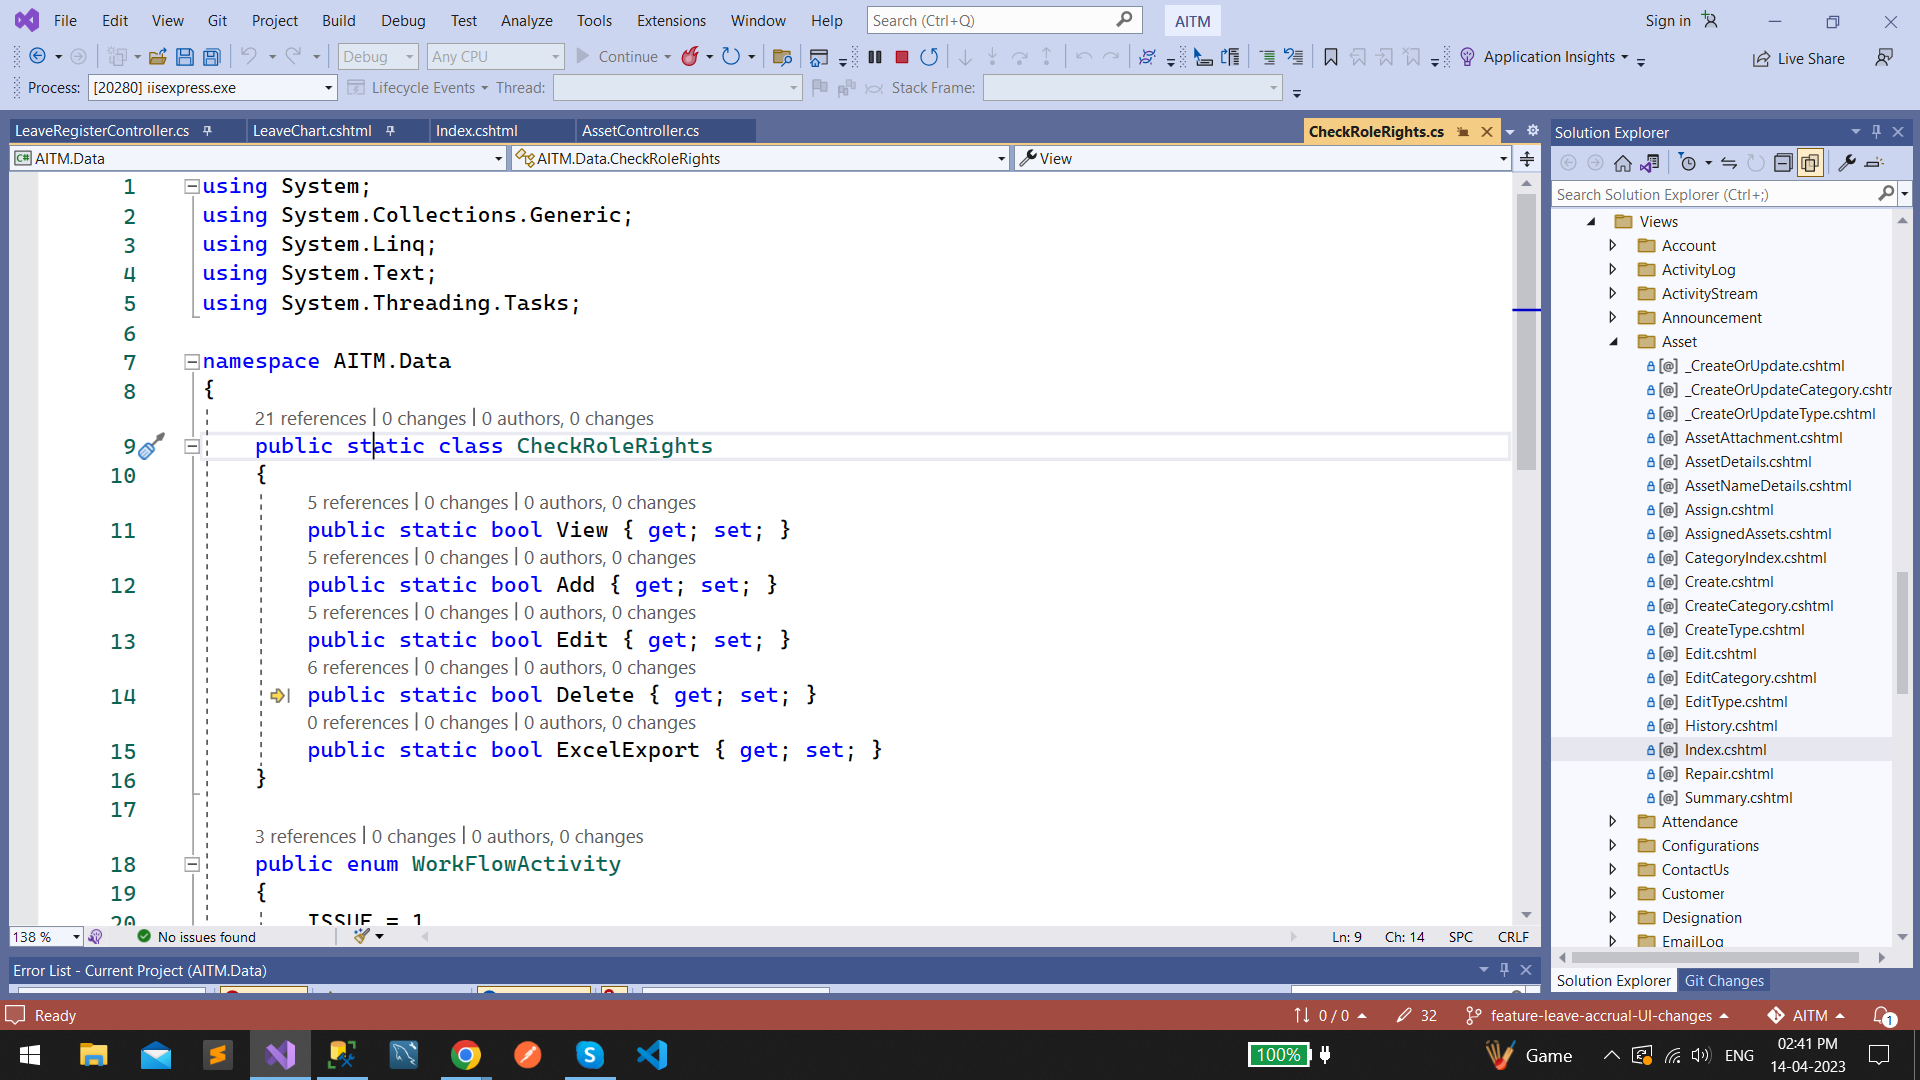 File Edit View Git Project Build Debug Test Analyze Tools Extensions Window Help Search (Ctrl+Q) AITM Sign in
Debug Any CPU Continue Application Insights Live Share
Process: [20280] iisexpress.exe Lifecycle Events Thread: Stack Frame:
LeaveRegisterController.cs LeaveChart.cshtml Index.cshtml AssetController.cs CheckRoleRights.cs
AITM.Data AITM.Data.CheckRoleRights View
1 using System;
2 using System.Collections.Generic;
3 using System.Linq;
4 using System.Text;
5 using System.Threading.Tasks;
6
7 namespace AITM.Data
8 {
21 references | 0 changes | 0 authors, 0 changes
9 public static class CheckRoleRights
10 {
5 references | 0 changes | 0 authors, 0 changes
11 public static bool View { get; set; }
5 references | 0 changes | 0 authors, 0 changes
12 public static bool Add { get; set; }
5 references | 0 changes | 0 authors, 0 changes
13 public static bool Edit { get; set; }
6 references | 0 changes | 0 authors, 0 changes
14 public static bool Delete { get; set; }
0 references | 0 changes | 0 authors, 0 changes
15 public static bool ExcelExport { get; set; }
16 }
17
3 references | 0 changes | 0 authors, 0 changes
18 public enum WorkFlowActivity
19 {
20 ISSUE = 1
138 % No issues found Ln: 9 Ch: 14 SPC CRLF
Error List - Current Project (AITM.Data)
Solution Explorer
Search Solution Explorer (Ctrl+;)
Views
Account
ActivityLog
ActivityStream
Announcement
Asset
_CreateOrUpdate.cshtml
_CreateOrUpdateCategory.cshtr
_CreateOrUpdateType.cshtml
AssetAttachment.cshtml
AssetDetails.cshtml
AssetNameDetails.cshtml
Assign.cshtml
AssignedAssets.cshtml
CategoryIndex.cshtml
Create.cshtml
CreateCategory.cshtml
CreateType.cshtml
Edit.cshtml
EditCategory.cshtml
EditType.cshtml
History.cshtml
Index.cshtml
Repair.cshtml
Summary.cshtml
Attendance
Configurations
ContactUs
Customer
Designation
EmailLog
Solution Explorer Git Changes
Ready 0 / 0 32 feature-leave-accrual-UI-changes AITM 1
100% Game ENG 02:41 PM
14-04-2023